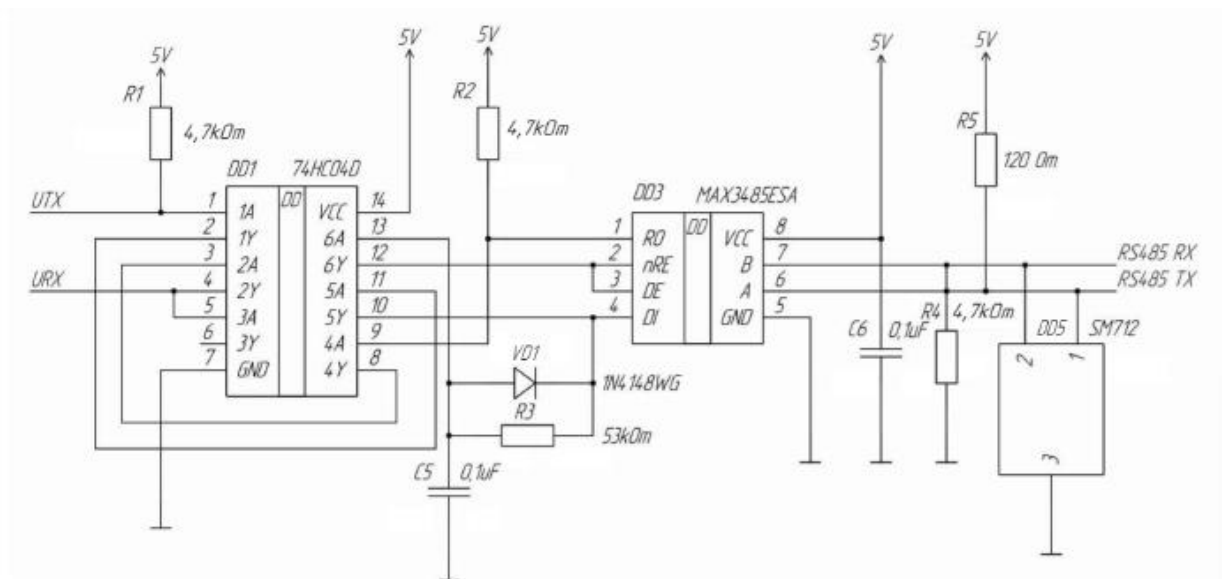 5V
5V
5V
5V
5V
R1
4,7kOm
R2
4,7kOm
R5
120 Om
DD1
74HC04D
DD3
MAX3485ESA
UTX
URX
1 1A DD VCC 14
2 1Y 6A 13
3 2A 6Y 12
4 2Y 5A 11
5 3A 5Y 10
6 3Y 4A 9
7 GND 4Y 8
1 RO DD VCC 8
2 nRE B 7
3 DE A 6
4 DI GND 5
RS485 RX
RS485 TX
VD1
1N4148WG
R3
53kOm
C5
0,1uF
C6
0,1uF
R4
4,7kOm
DD5
SM712
2
1
3